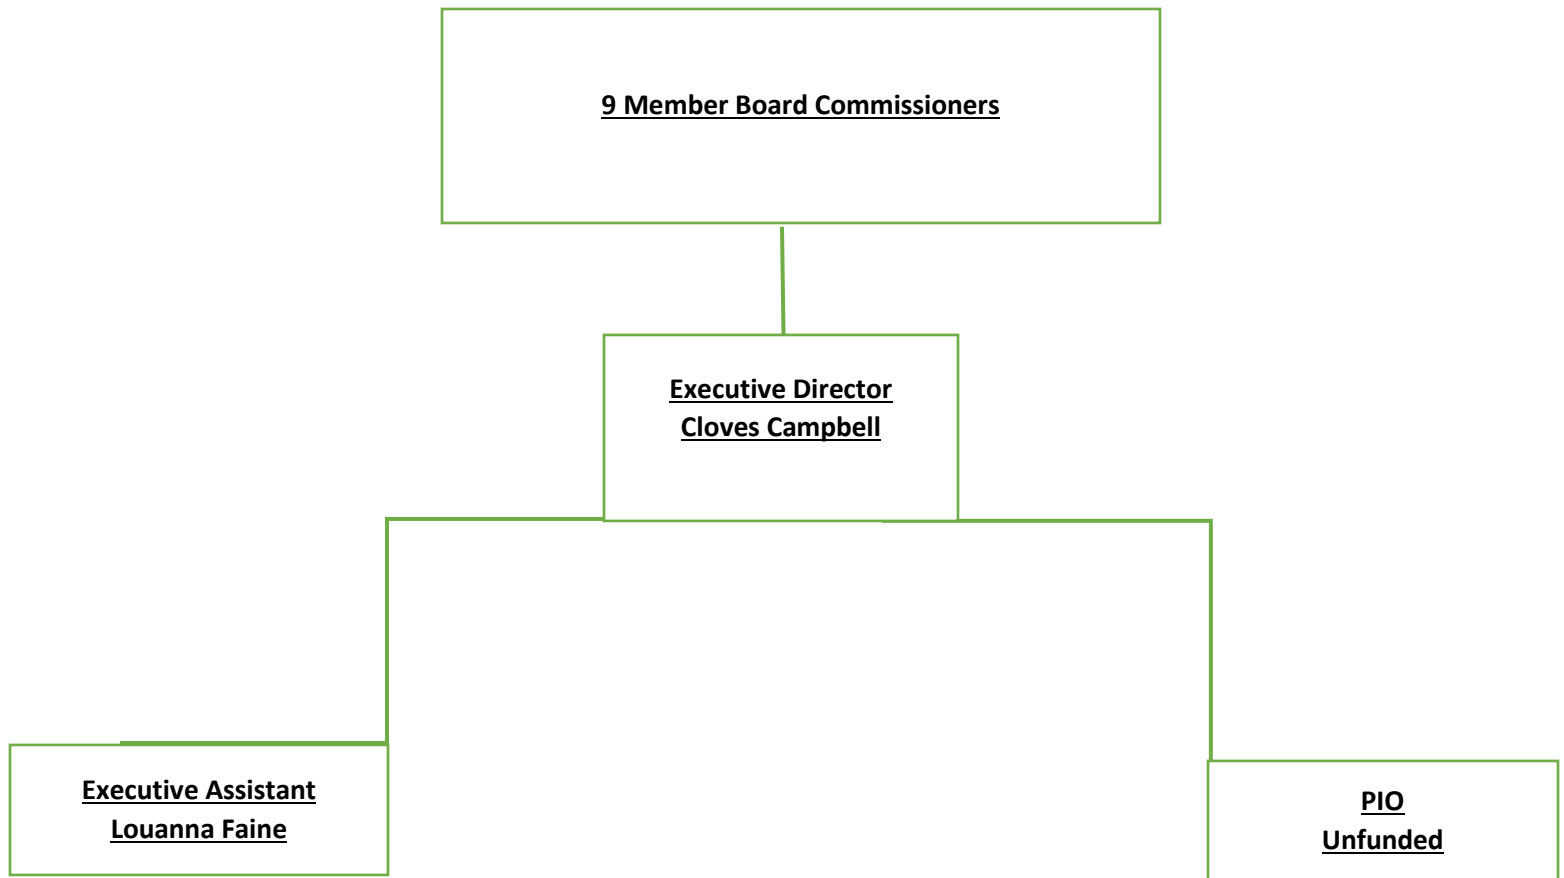 9 Member Board Commissioners
Executive Director
Cloves Campbell
Executive Assistant
Louanna Faine
PIO
Unfunded